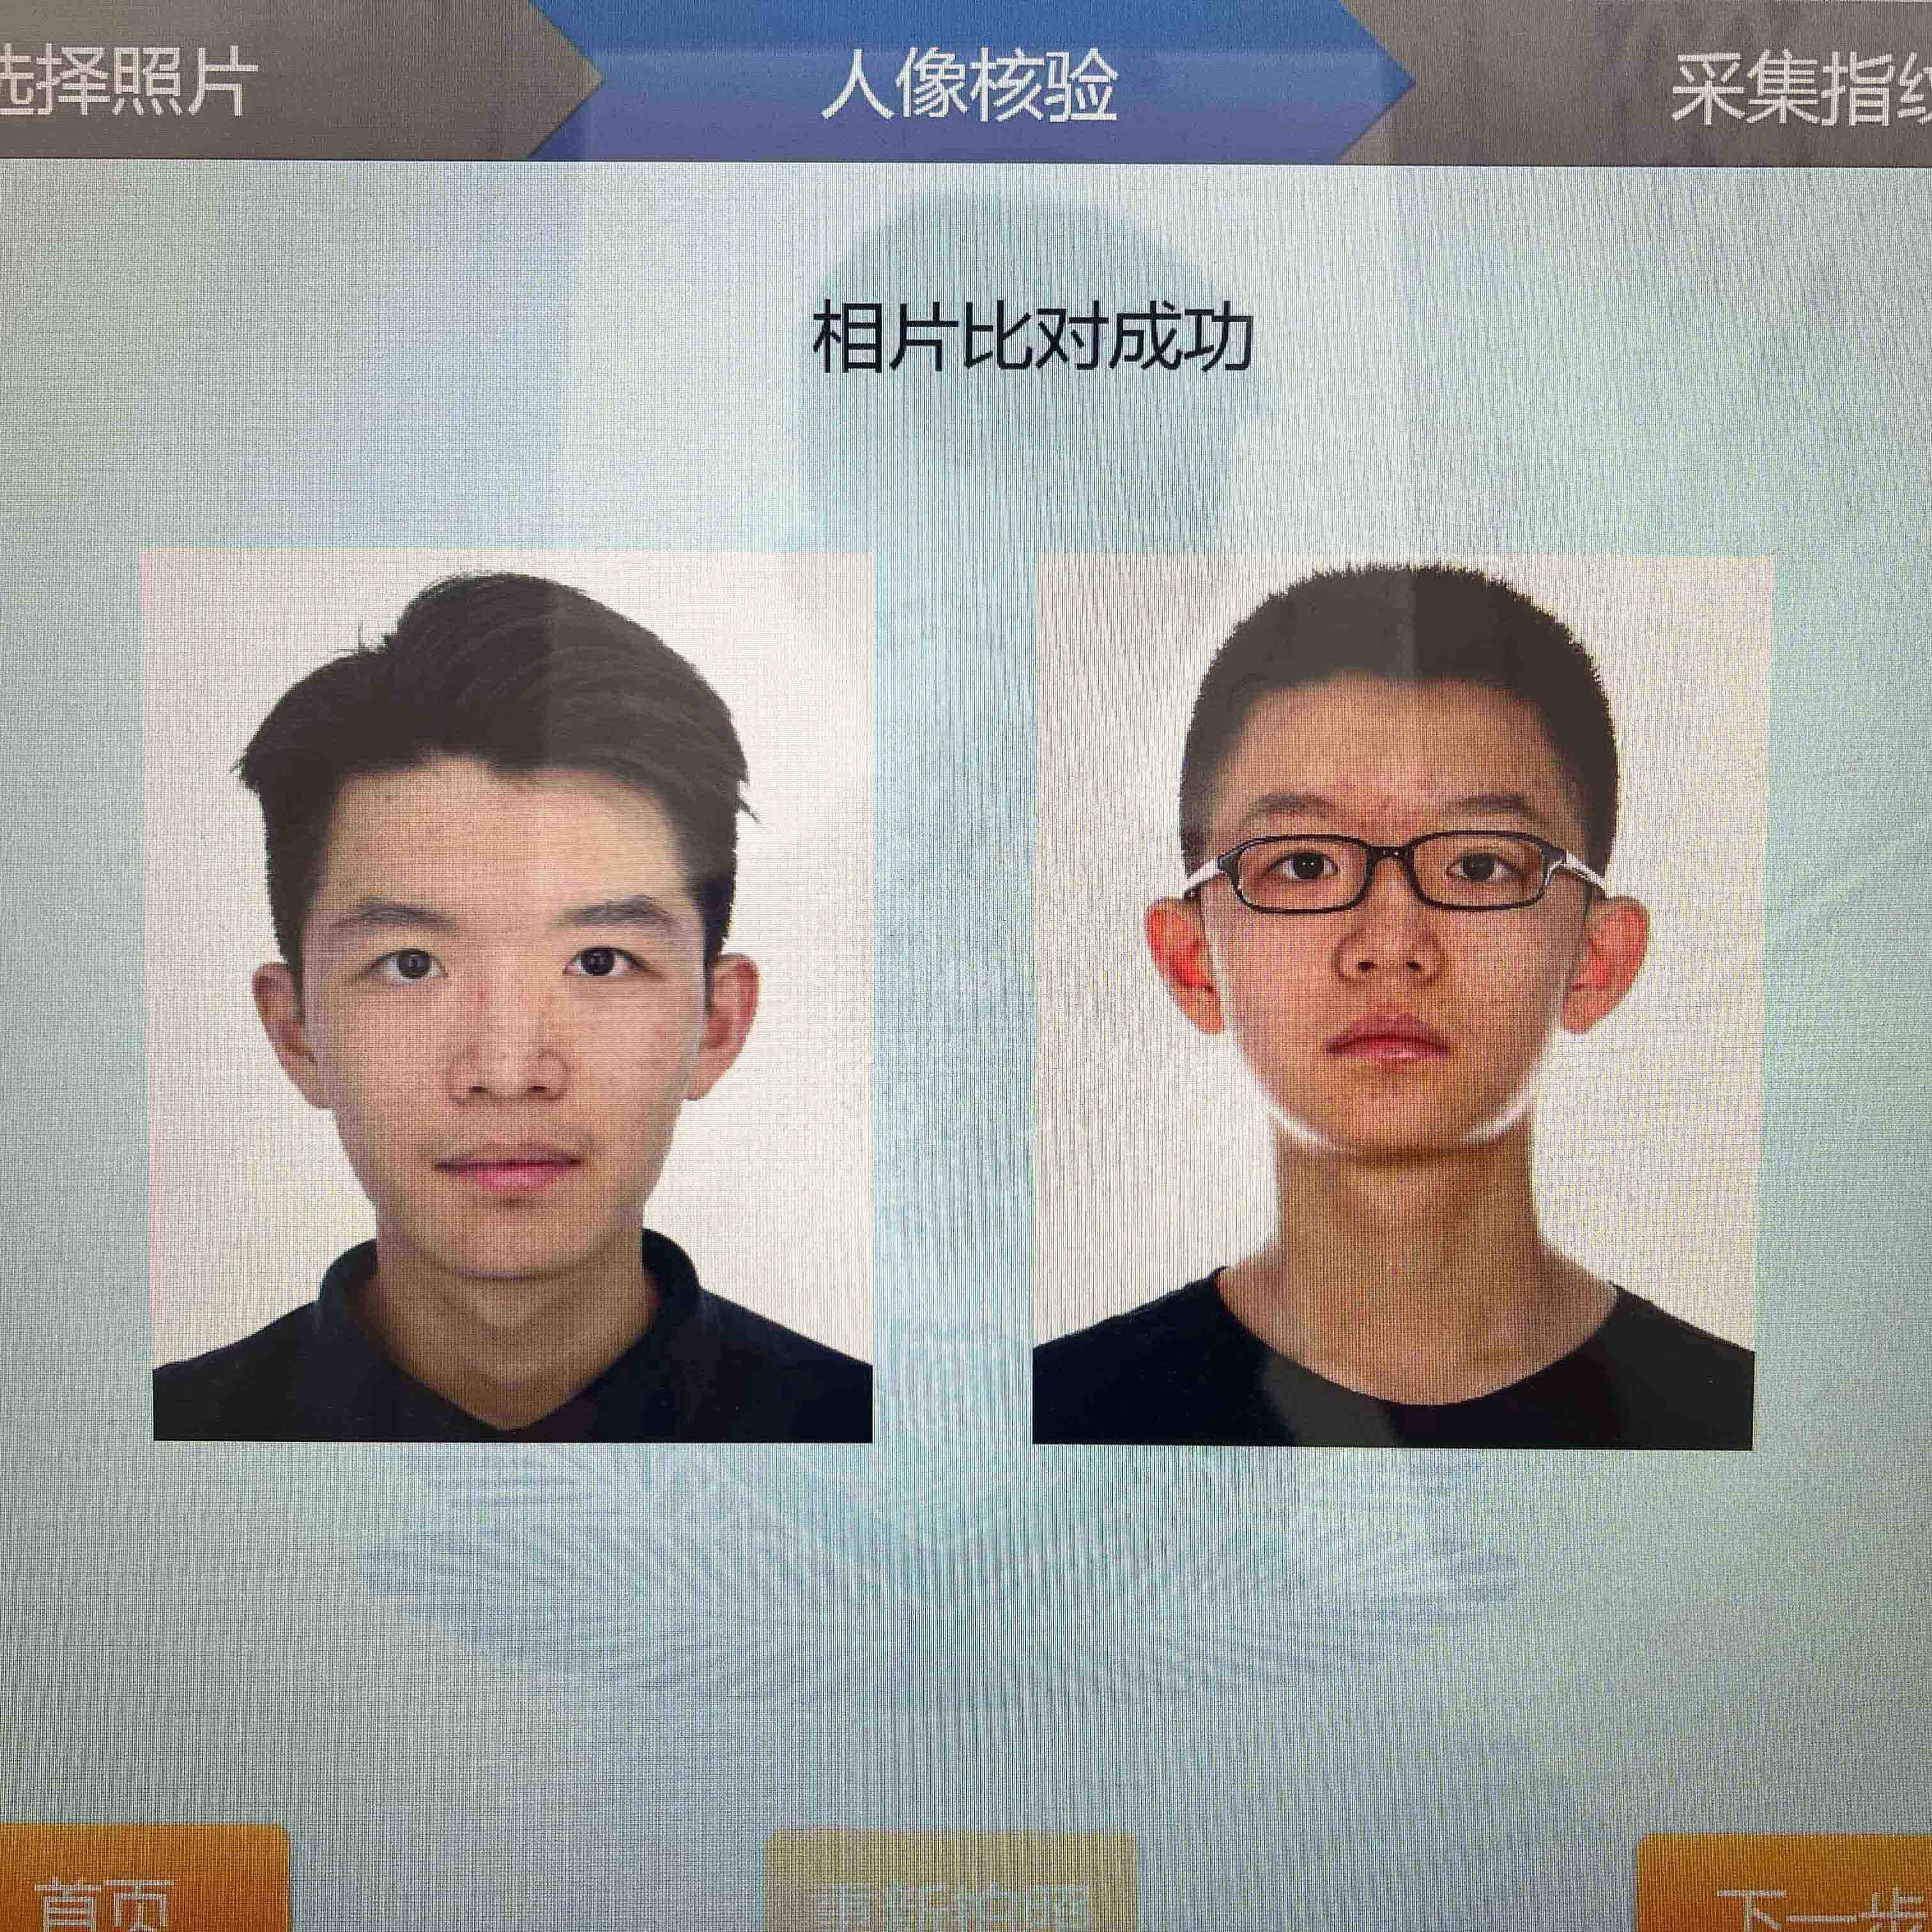 选择照片
人像核验
采集指纹
相片比对成功
首页
重新拍照
下一步